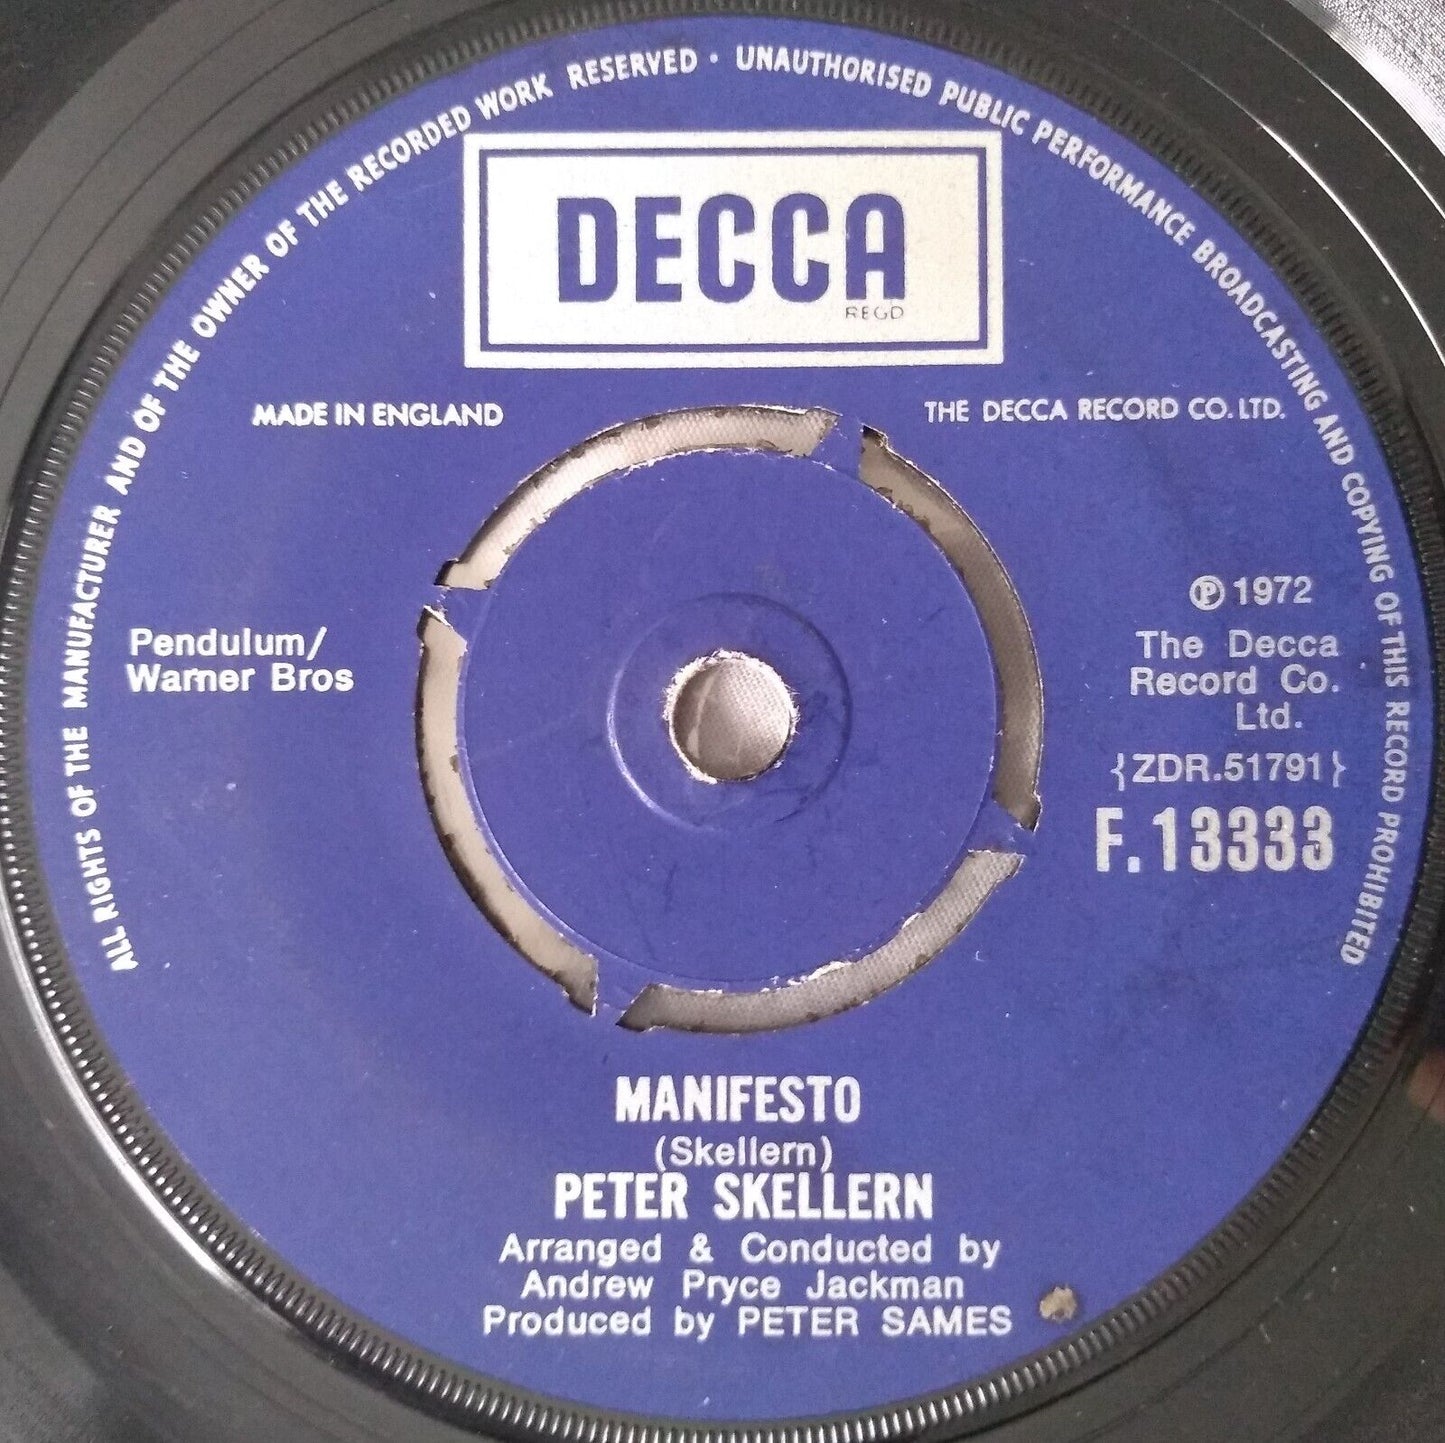 ALL RIGHTS OF THE MANUFACTURER AND OF THE OWNER OF THE RECORDED WORK RESERVED · UNAUTHORISED PUBLIC PERFORMANCE BROADCASTING AND COPYING OF THIS RECORD PROHIBITED
DECCA
REGD
MADE IN ENGLAND
THE DECCA RECORD CO. LTD.
Pendulum/
Warner Bros
℗ 1972
The Decca
Record Co.
Ltd.
{ZDR.51791}
F.13333
MANIFESTO
(Skellern)
PETER SKELLERN
Arranged & Conducted by
Andrew Pryce Jackman
Produced by PETER SAMES